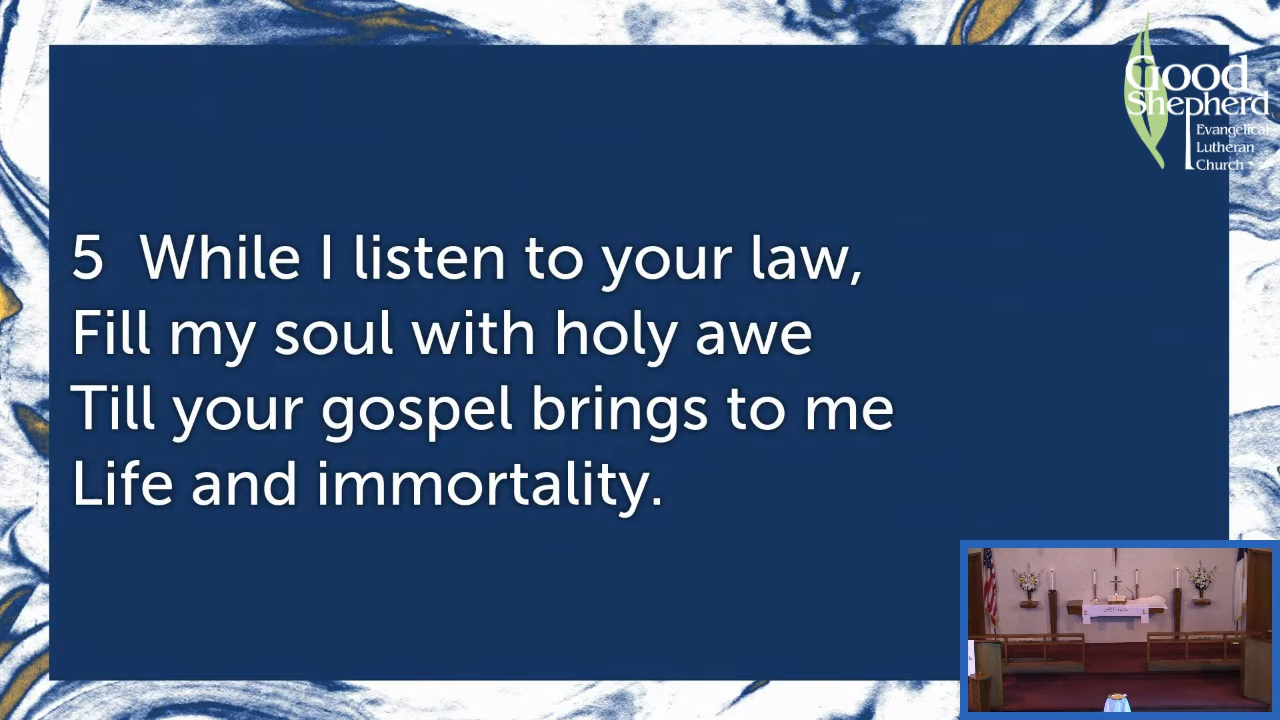 Good
Shepherd
Evangelical
Lutheran
Church
5 While I listen to your law,
Fill my soul with holy awe
Till your gospel brings to me
Life and immortality.